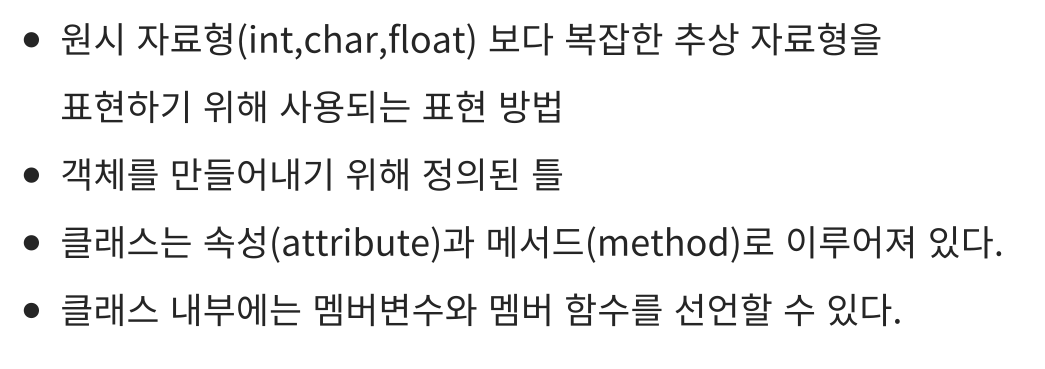 ● 원시 자료형(int,char,float) 보다 복잡한 추상 자료형을
표현하기 위해 사용되는 표현 방법
● 객체를 만들어내기 위해 정의된 틀
● 클래스는 속성(attribute)과 메서드(method)로 이루어져 있다.
● 클래스 내부에는 멤버변수와 멤버 함수를 선언할 수 있다.